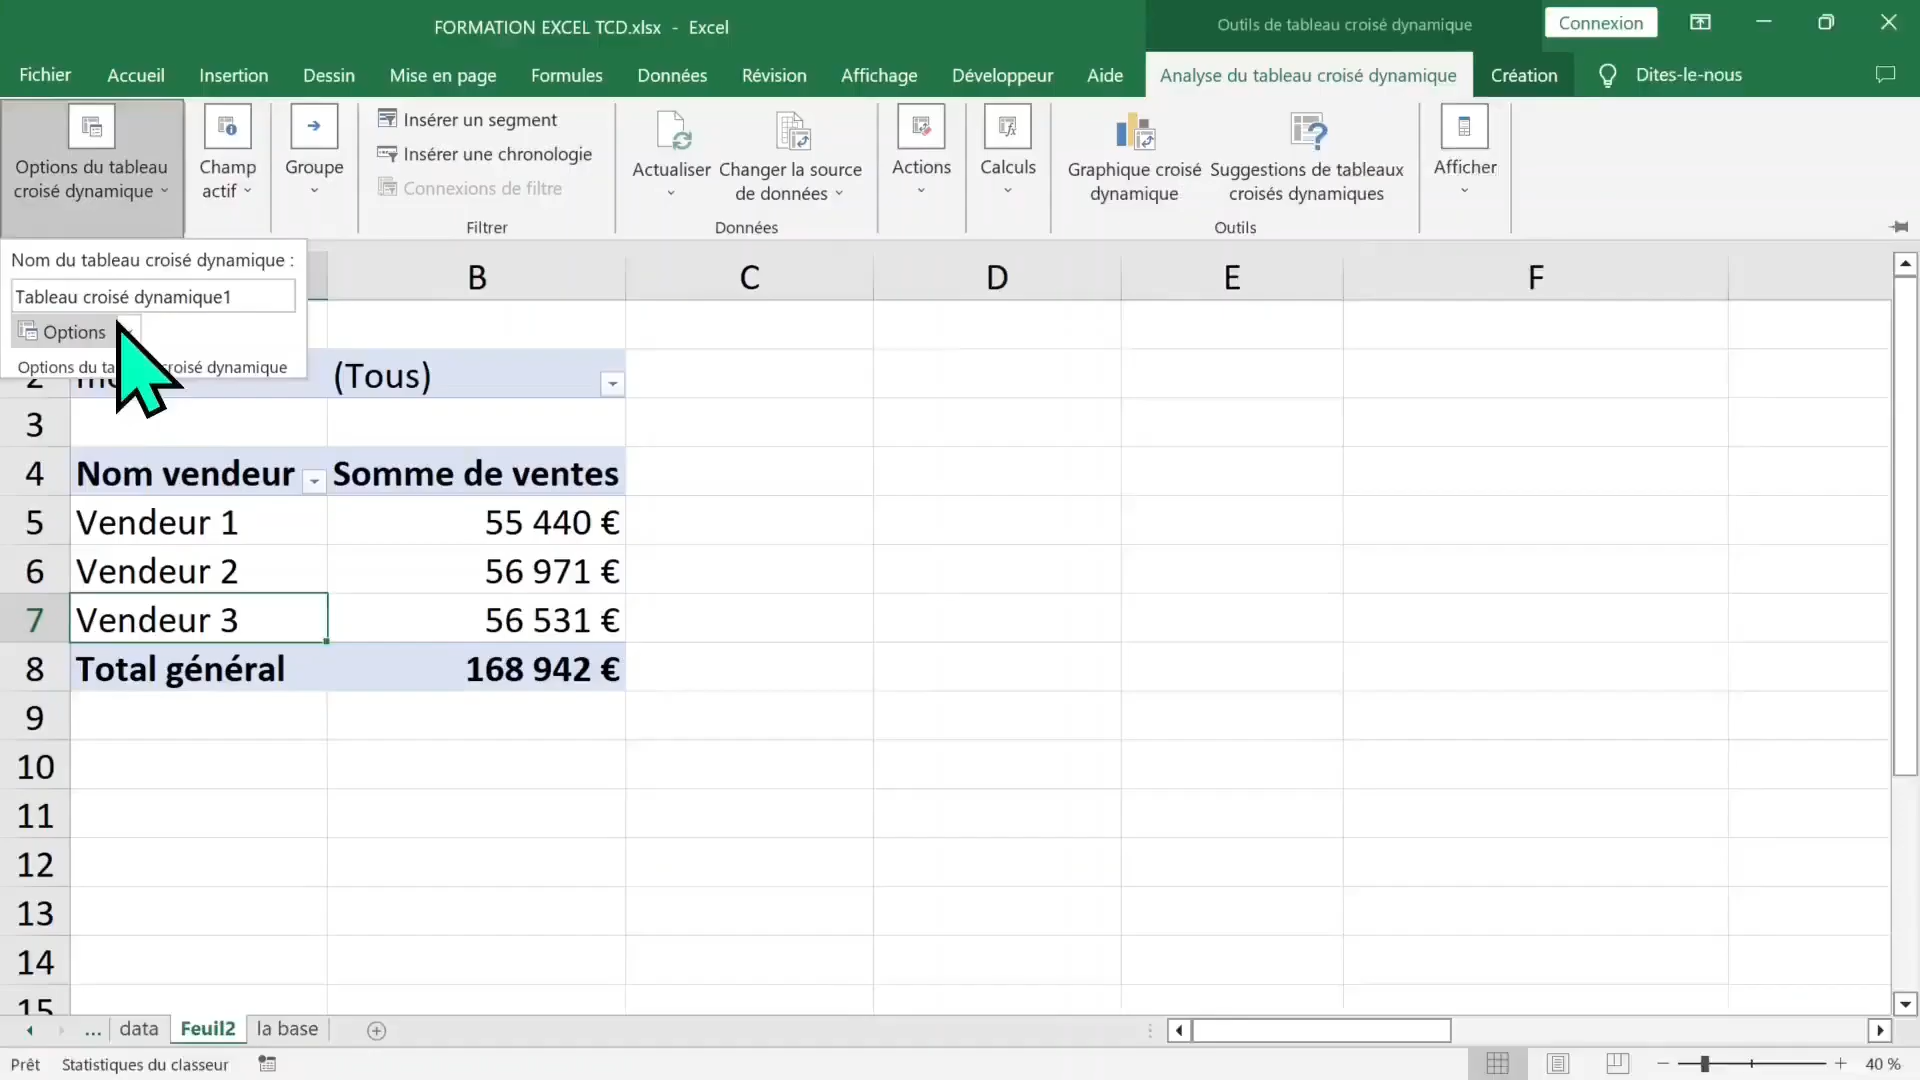 FORMATION EXCEL TCD.xlsx - Excel
Outils de tableau croisé dynamique
Connexion
Fichier Accueil Insertion Dessin Mise en page Formules Données Révision Affichage Développeur Aide Analyse du tableau croisé dynamique Création Dites-le-nous
Options du tableau
croisé dynamique
Champ
actif
Groupe
Insérer un segment
Insérer une chronologie
Connexions de filtre
Filtrer
Actualiser
Changer la source
de données
Données
Actions
Calculs
Graphique croisé
dynamique
Suggestions de tableaux
croisés dynamiques
Outils
Afficher
Nom du tableau croisé dynamique :
Tableau croisé dynamique1
Options
Options du ta croisé dynamique
B C D E F
2 (Tous)
3
4 Nom vendeur Somme de ventes
5 Vendeur 1 55 440 €
6 Vendeur 2 56 971 €
7 Vendeur 3 56 531 €
8 Total général 168 942 €
9
10
11
12
13
14
15
... data Feuil2 la base
Prêt Statistiques du classeur
40 %